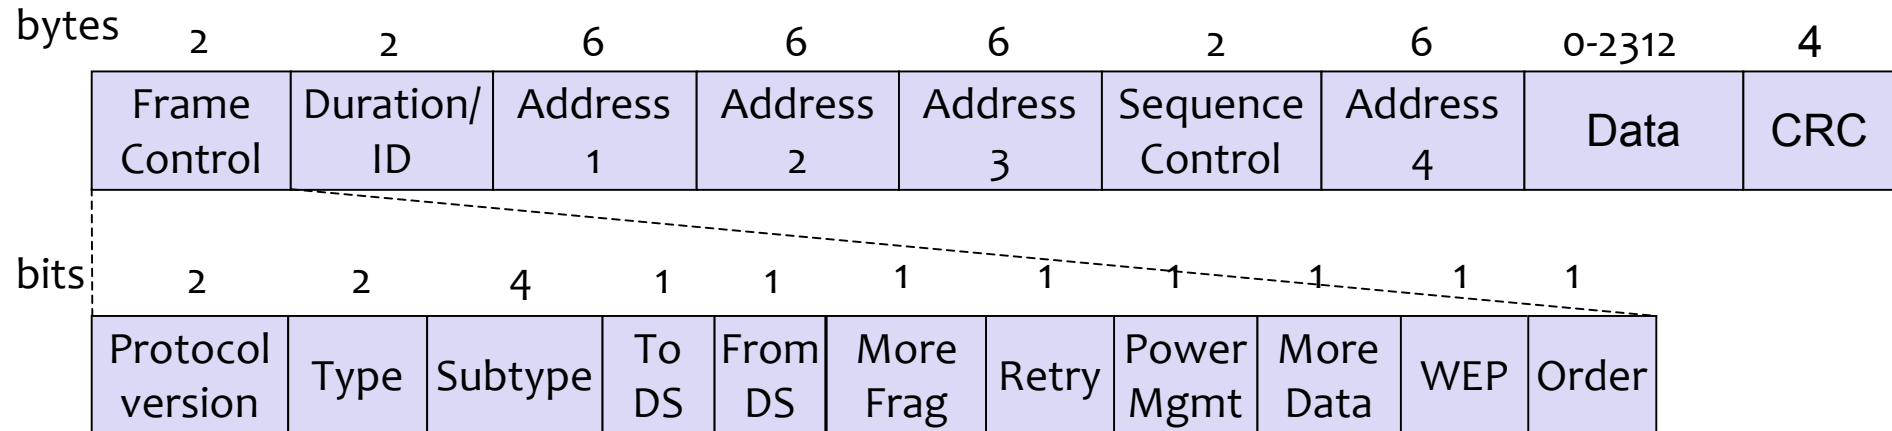 bytes 2 2 6 6 6 2 6 0-2312 4
Frame Control Duration/ ID Address 1 Address 2 Address 3 Sequence Control Address 4 Data CRC
bits 2 2 4 1 1 1 1 1 1 1 1
Protocol version Type Subtype To DS From DS More Frag Retry Power Mgmt More Data WEP Order